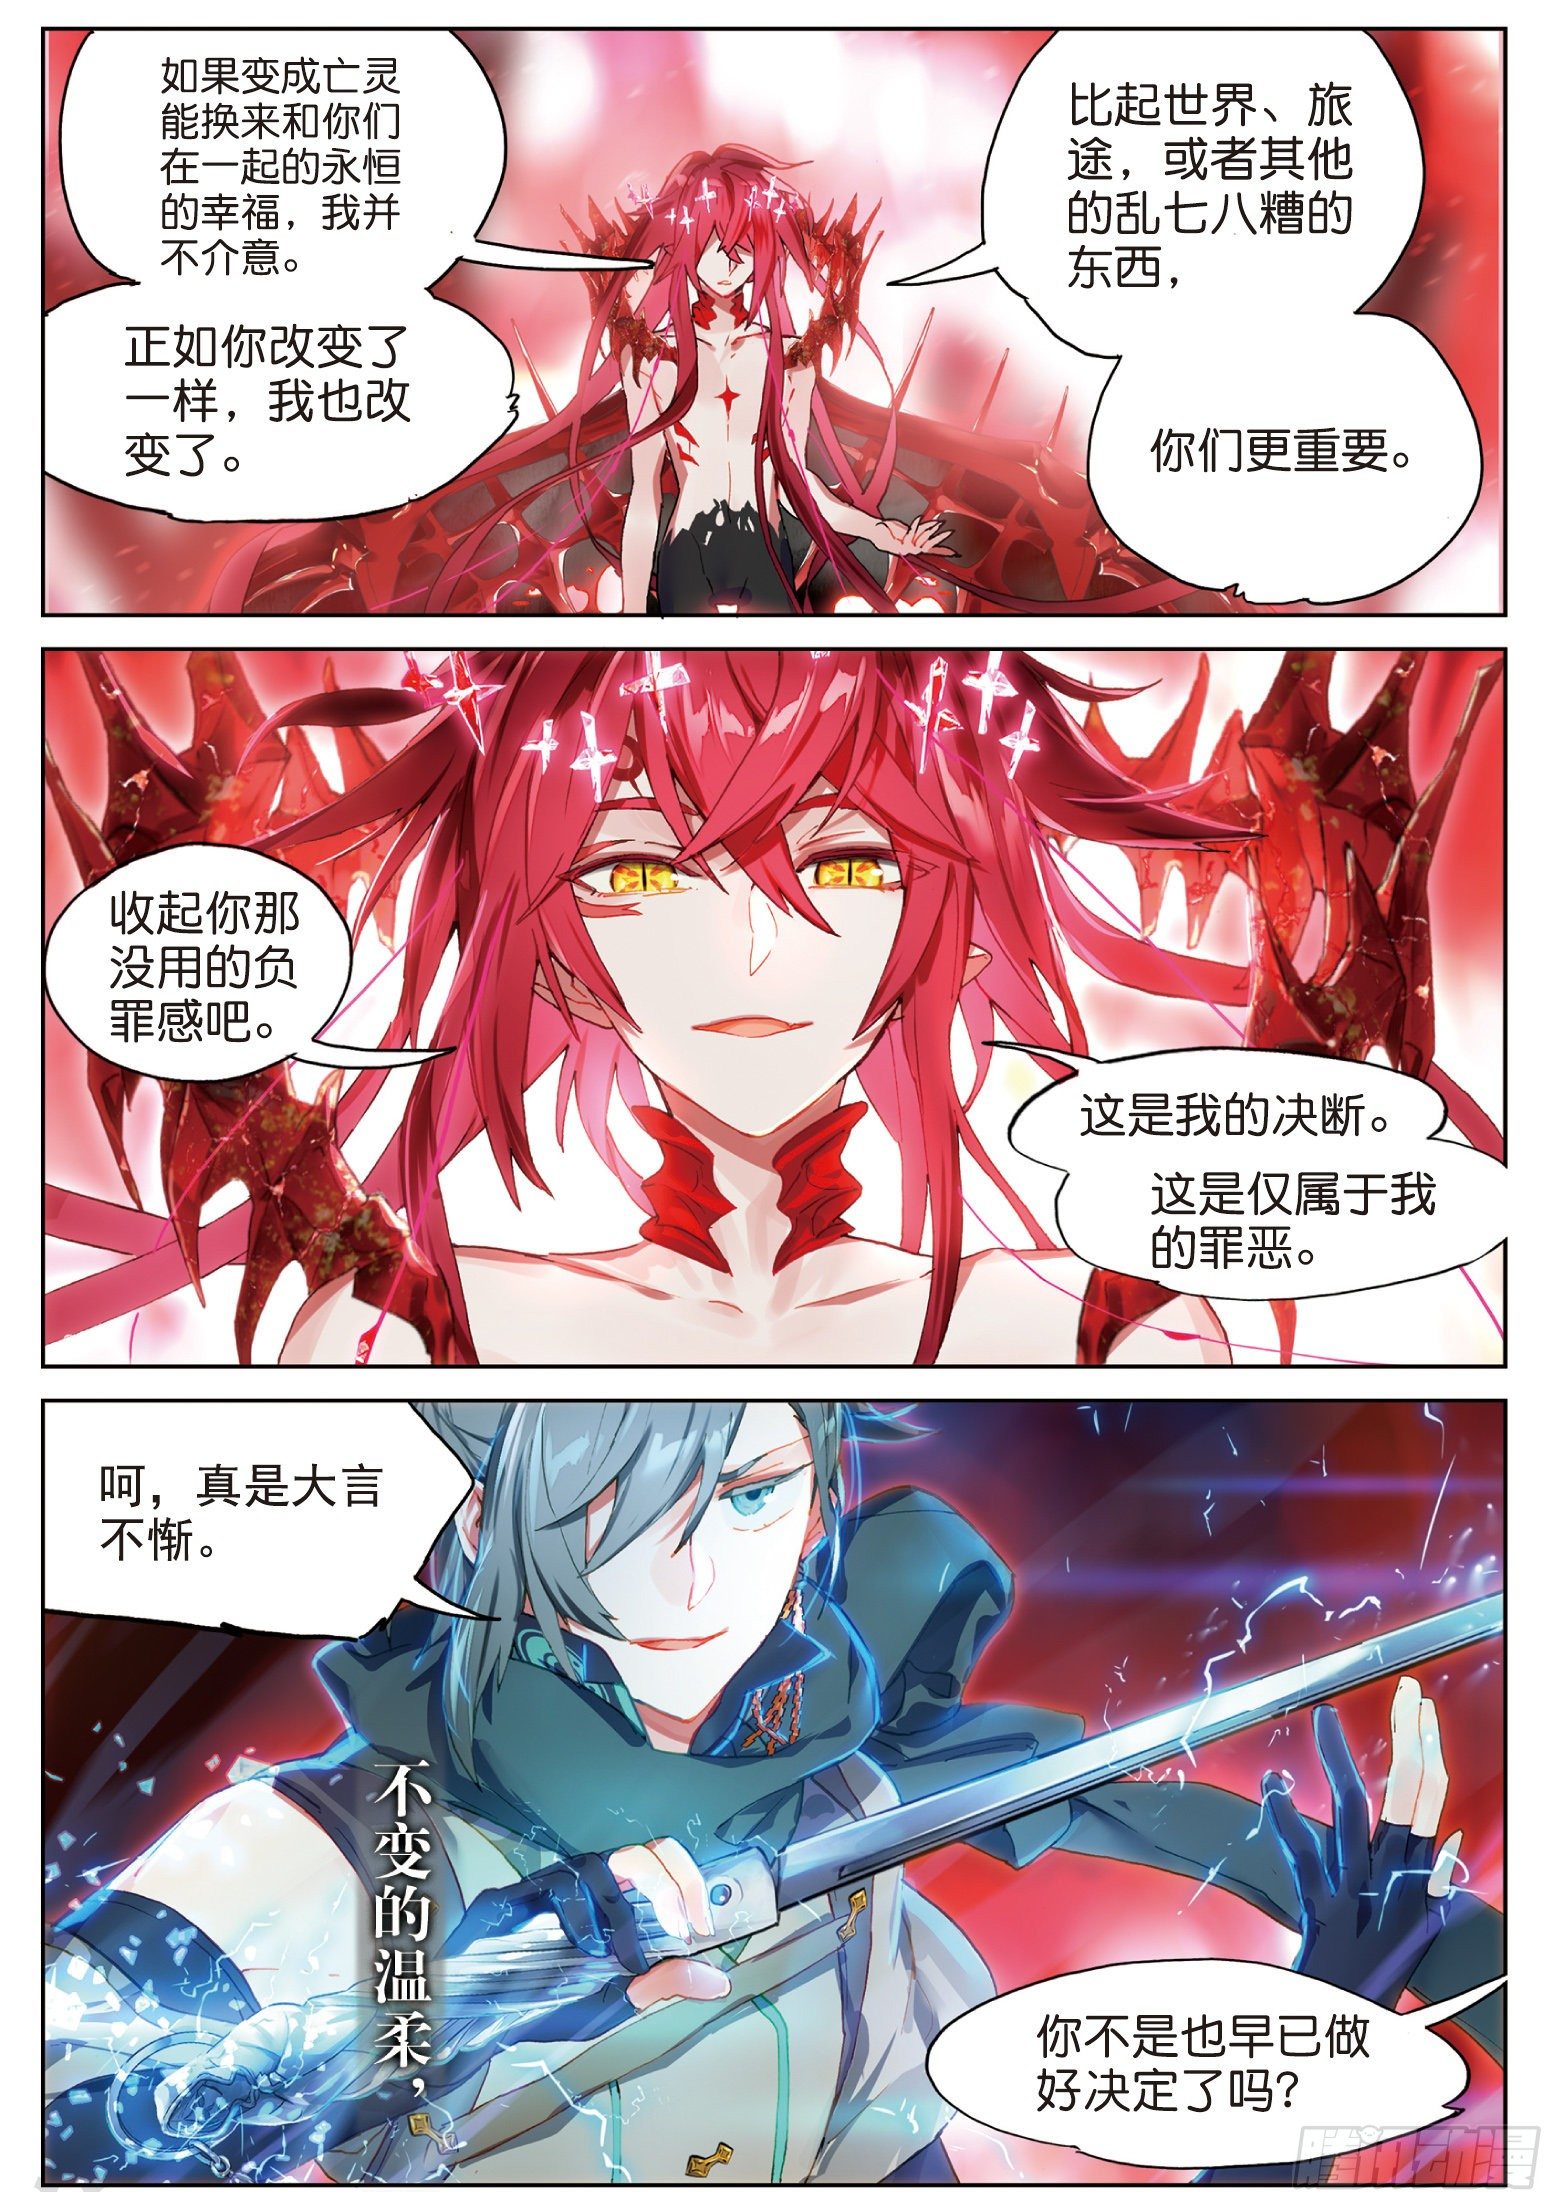 如果变成亡灵
能换来和你们
在一起的永恒
的幸福，我并
不介意。
正如你改变了
一样，我也改
变了。
比起世界、旅
途，或者其他
的乱七八糟的
东西，
你们更重要。
收起你那
没用的负
罪感吧。
这是我的决断。
这是仅属于我
的罪恶。
呵，真是大言
不惭。
不变的温柔，
你不是也早已做
好决定了吗？
腾讯动漫